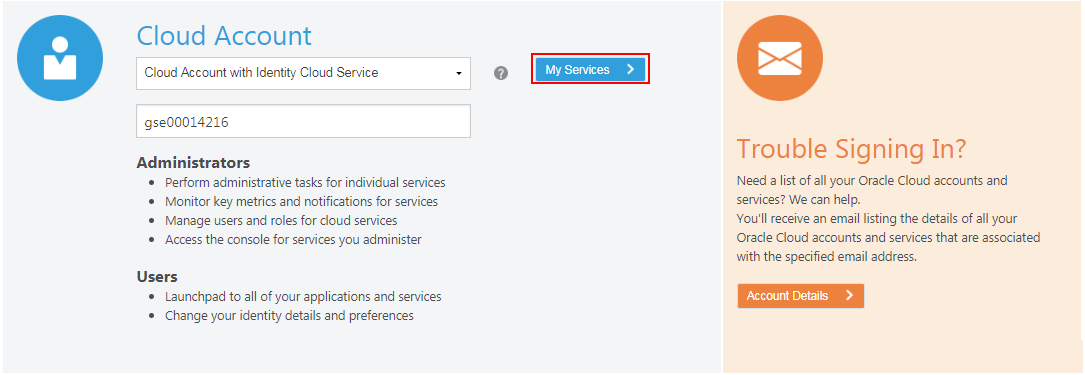 Cloud Account
Cloud Account with Identity Cloud Service
?
My Services
gse00014216
Administrators
• Perform administrative tasks for individual services
• Monitor key metrics and notifications for services
• Manage users and roles for cloud services
• Access the console for services you administer
Users
• Launchpad to all of your applications and services
• Change your identity details and preferences
Trouble Signing In?
Need a list of all your Oracle Cloud accounts and
services? We can help.
You'll receive an email listing the details of all your
Oracle Cloud accounts and services that are associated
with the specified email address.
Account Details